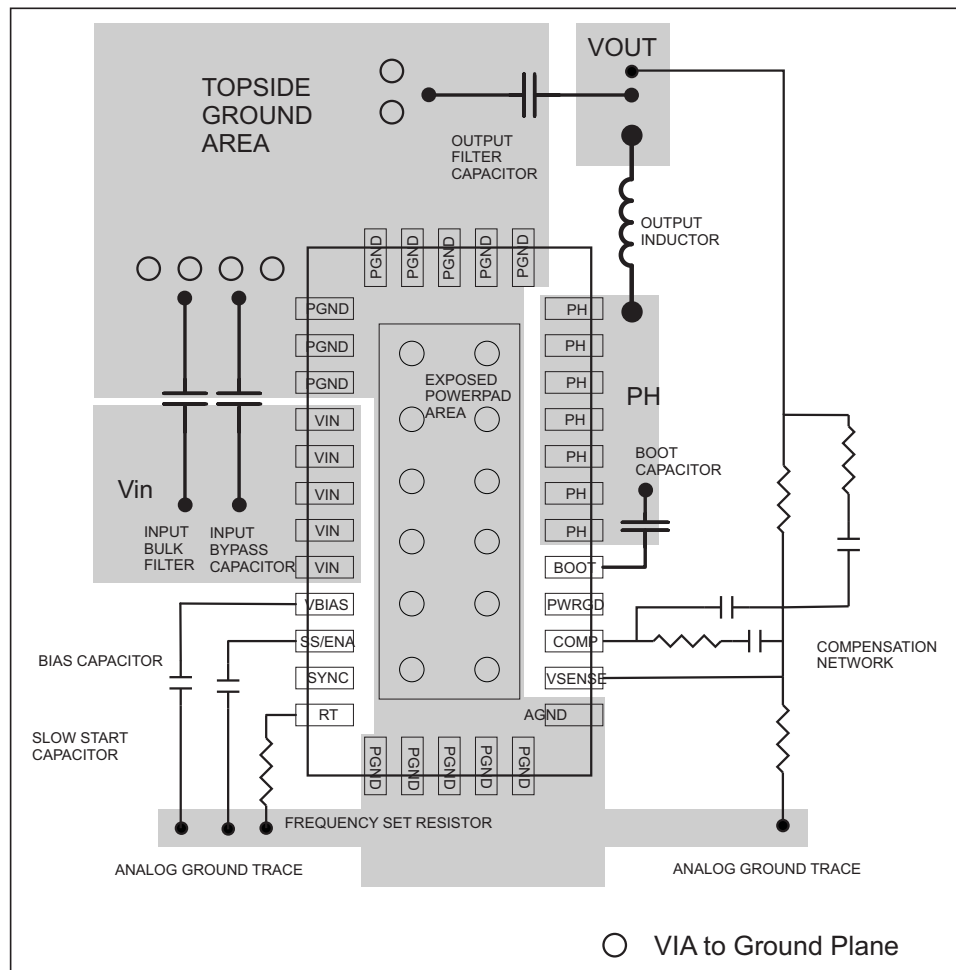 VOUT
TOPSIDE
GROUND
AREA
OUTPUT
FILTER
CAPACITOR
OUTPUT
INDUCTOR
PGND
PGND
PGND
PGND
PGND
PGND
PGND
PGND
VIN
VIN
VIN
VIN
VIN
VBIAS
SS/ENA
SYNC
RT
EXPOSED
POWERPAD
AREA
PH
PH
PH
PH
PH
PH
PH
BOOT
PWRGD
COMP
VSENSE
AGND
PH
BOOT
CAPACITOR
Vin
INPUT
BULK
FILTER
INPUT
BYPASS
CAPACITOR
BIAS CAPACITOR
SLOW START
CAPACITOR
COMPENSATION
NETWORK
PGND
PGND
PGND
PGND
PGND
FREQUENCY SET RESISTOR
ANALOG GROUND TRACE
ANALOG GROUND TRACE
VIA to Ground Plane